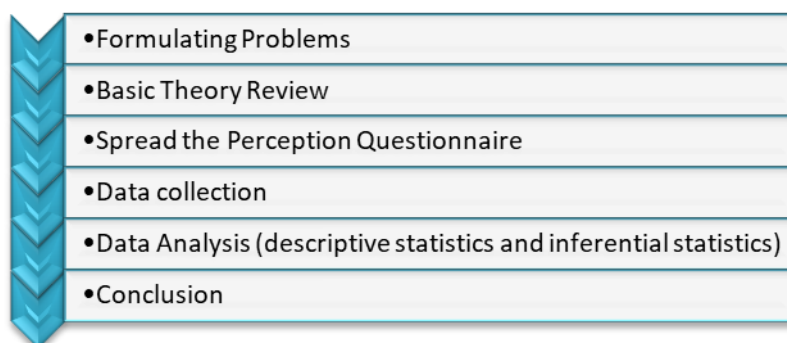 •Formulating Problems
•Basic Theory Review
•Spread the Perception Questionnaire
•Data collection
•Data Analysis (descriptive statistics and inferential statistics)
•Conclusion